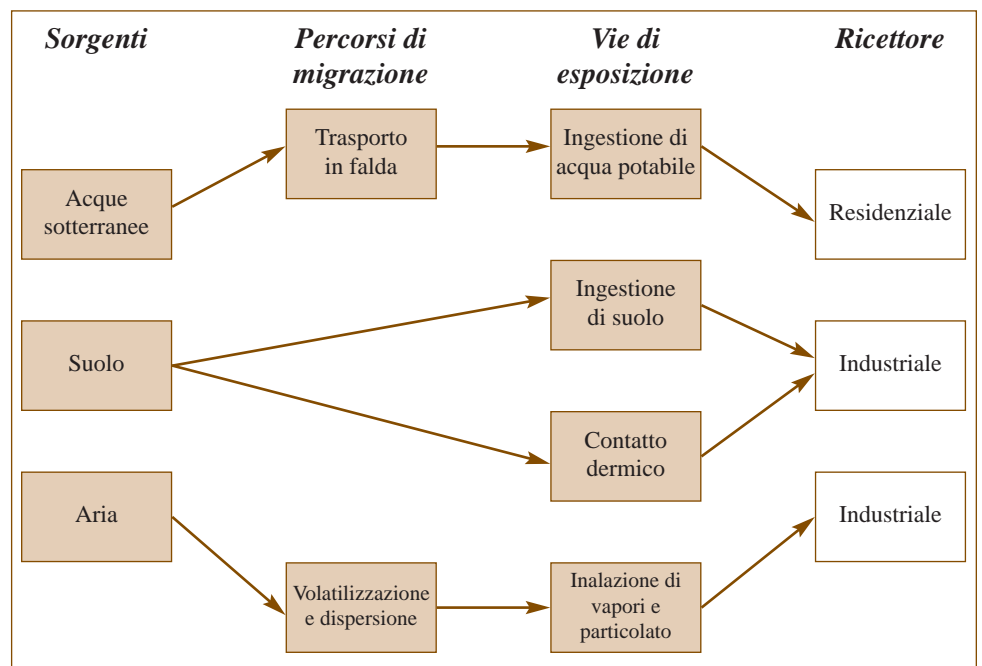 Sorgenti
Percorsi di
migrazione
Vie di
esposizione
Ricettore
Trasporto
in falda
Ingestione di
acqua potabile
Acque
sotterranee
Residenziale
Ingestione
di suolo
Suolo
Industriale
Contatto
dermico
Aria
Industriale
Volatilizzazione
e dispersione
Inalazione di
vapori e
particolato